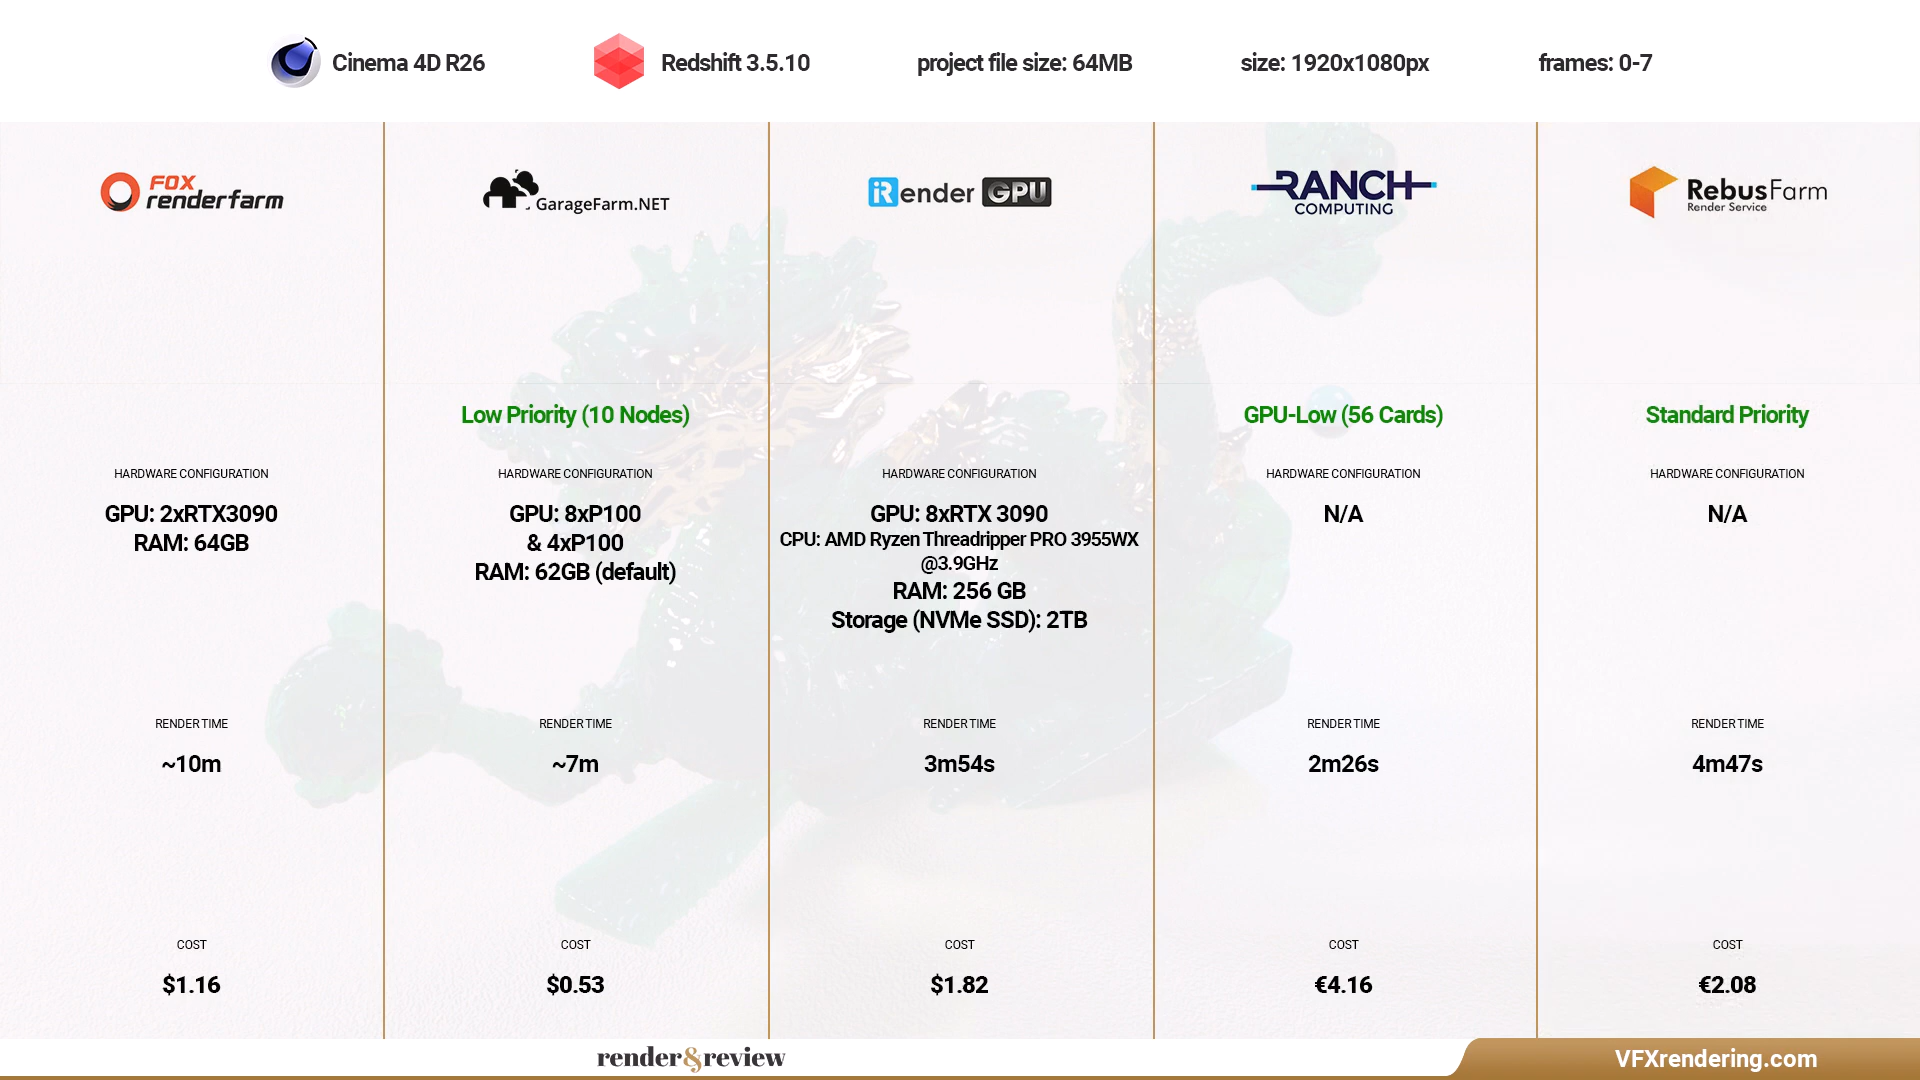 Cinema 4D R26
Redshift 3.5.10
project file size: 64MB
size: 1920x1080px
frames: 0-7
FOX
renderfarm
HARDWARE CONFIGURATION
GPU: 2xRTX3090
RAM: 64GB
RENDER TIME
~10m
COST
$1.16
GarageFarm.NET
Low Priority (10 Nodes)
HARDWARE CONFIGURATION
GPU: 8xP100
& 4xP100
RAM: 62GB (default)
RENDER TIME
~7m
COST
$0.53
iRender GPU
HARDWARE CONFIGURATION
GPU: 8xRTX 3090
CPU: AMD Ryzen Threadripper PRO 3955WX
@3.9GHz
RAM: 256 GB
Storage (NVMe SSD): 2TB
RENDER TIME
3m54s
COST
$1.82
RANCH
COMPUTING
GPU-Low (56 Cards)
HARDWARE CONFIGURATION
N/A
RENDER TIME
2m26s
COST
€4.16
RebusFarm
Render Service
Standard Priority
HARDWARE CONFIGURATION
N/A
RENDER TIME
4m47s
COST
€2.08
render&review
VFXrendering.com